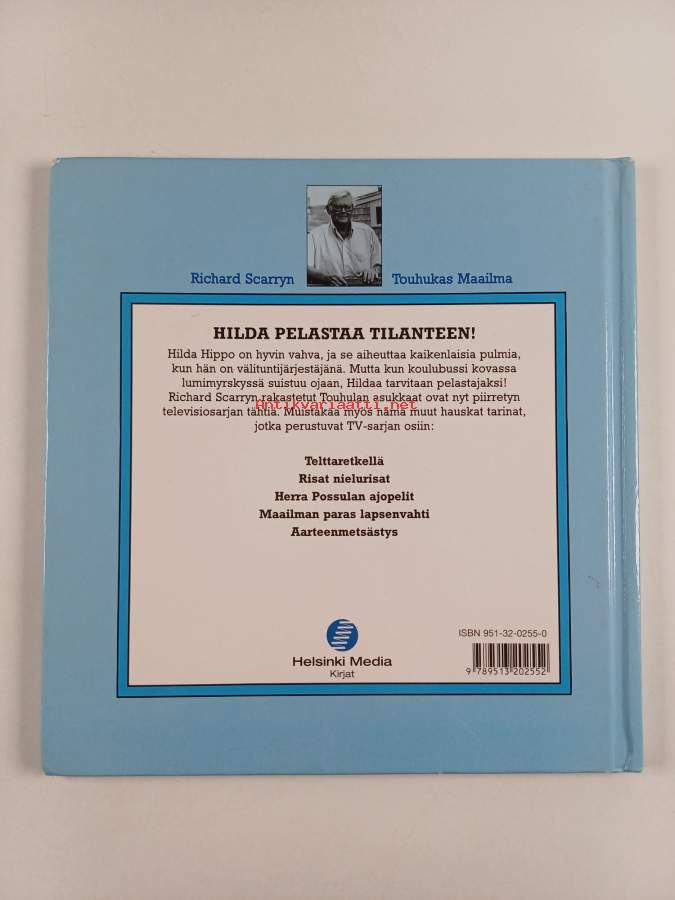 Richard Scarryn Touhukas Maailma
HILDA PELASTAA TILANTEEN!
Hilda Hippo on hyvin vahva, ja se aiheuttaa kaikenlaisia pulmia,
kun hän on välituntijärjestäjänä. Mutta kun koulubussi kovassa
lumimyrskyssä suistuu ojaan, Hildaa tarvitaan pelastajaksi!
Richard Scarryn rakastetut Touhulan asukkaat ovat nyt piirretyn
Antikvariaatti.net
televisiosarjan tähtiä. Muistakaa myös nämä muut hauskat tarinat,
jotka perustuvat TV-sarjan osiin:
Telttaretkellä
Risat nielurisat
Herra Possulan ajopelit
Maailman paras lapsenvahti
Aarteenmetsästys
ISBN 951-32-0255-0
9 789513 202552
Helsinki Media
Kirjat